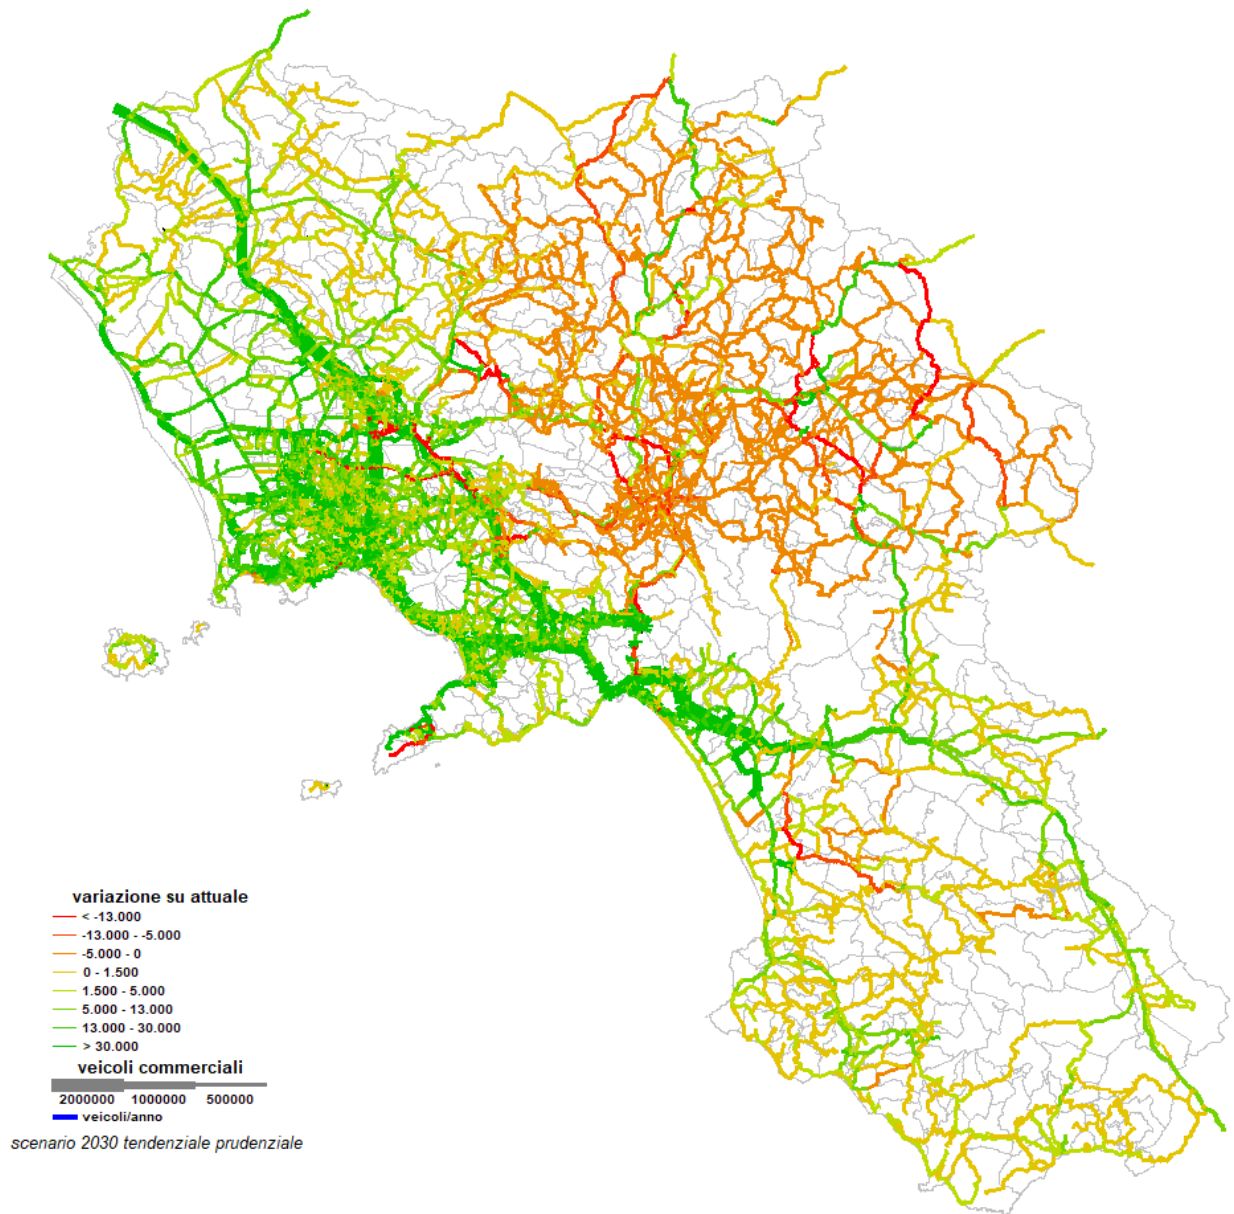 variazione su attuale
< -13.000
-13.000 - -5.000
-5.000 - 0
0 - 1.500
1.500 - 5.000
5.000 - 13.000
13.000 - 30.000
> 30.000
veicoli commerciali
2000000 1000000 500000
veicoli/anno
scenario 2030 tendenziale prudenziale